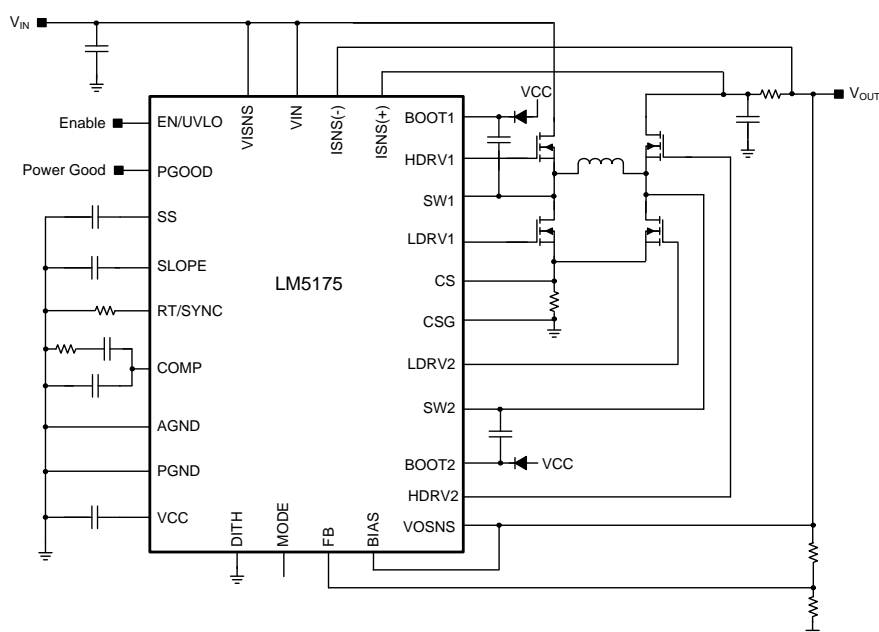 VIN
VISNS
VIN
ISNS(-)
ISNS(+)
VCC
VOUT
Enable
EN/UVLO
BOOT1
Power Good
PGOOD
HDRV1
SS
SW1
LDRV1
SLOPE
LM5175
CS
RT/SYNC
CSG
COMP
LDRV2
SW2
AGND
BOOT2
VCC
PGND
HDRV2
VCC
VOSNS
DITH
MODE
FB
BIAS